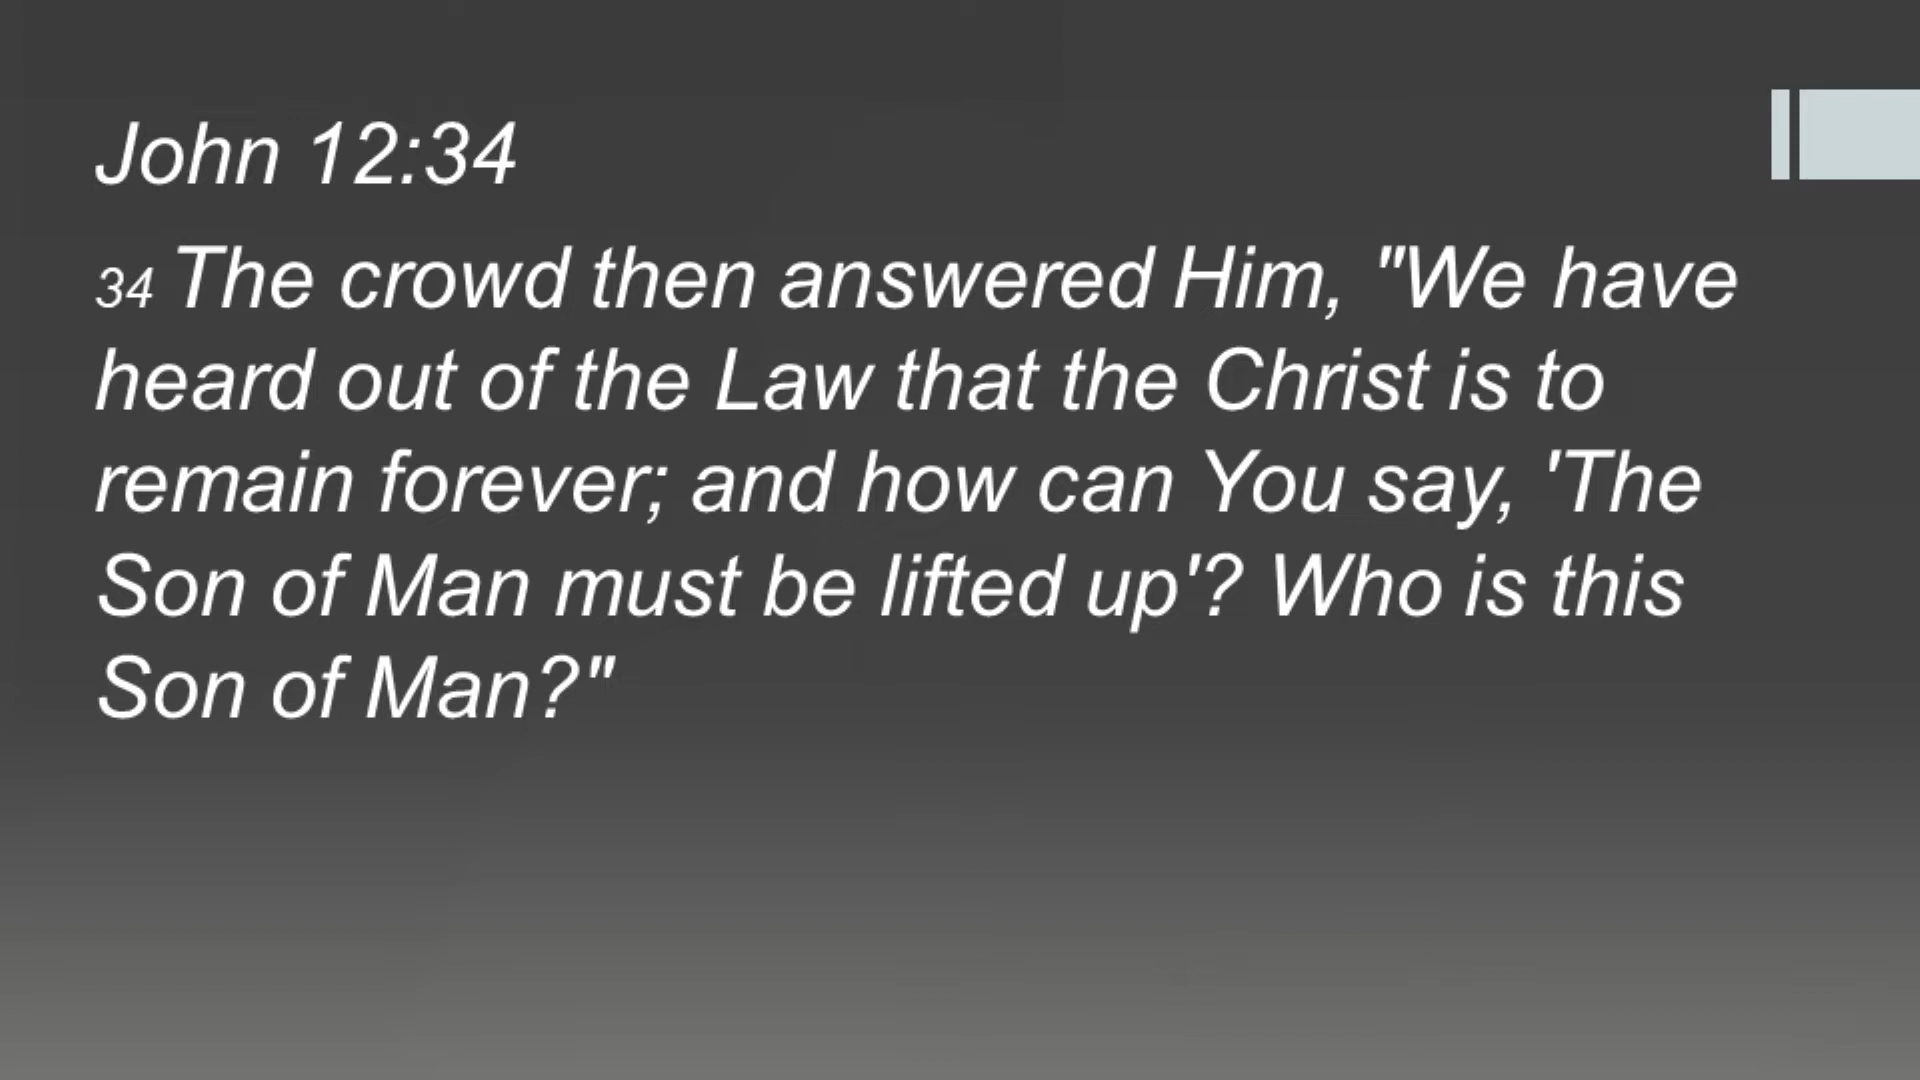 John 12:34
34 The crowd then answered Him, "We have
heard out of the Law that the Christ is to
remain forever; and how can You say, 'The
Son of Man must be lifted up'? Who is this
Son of Man?"